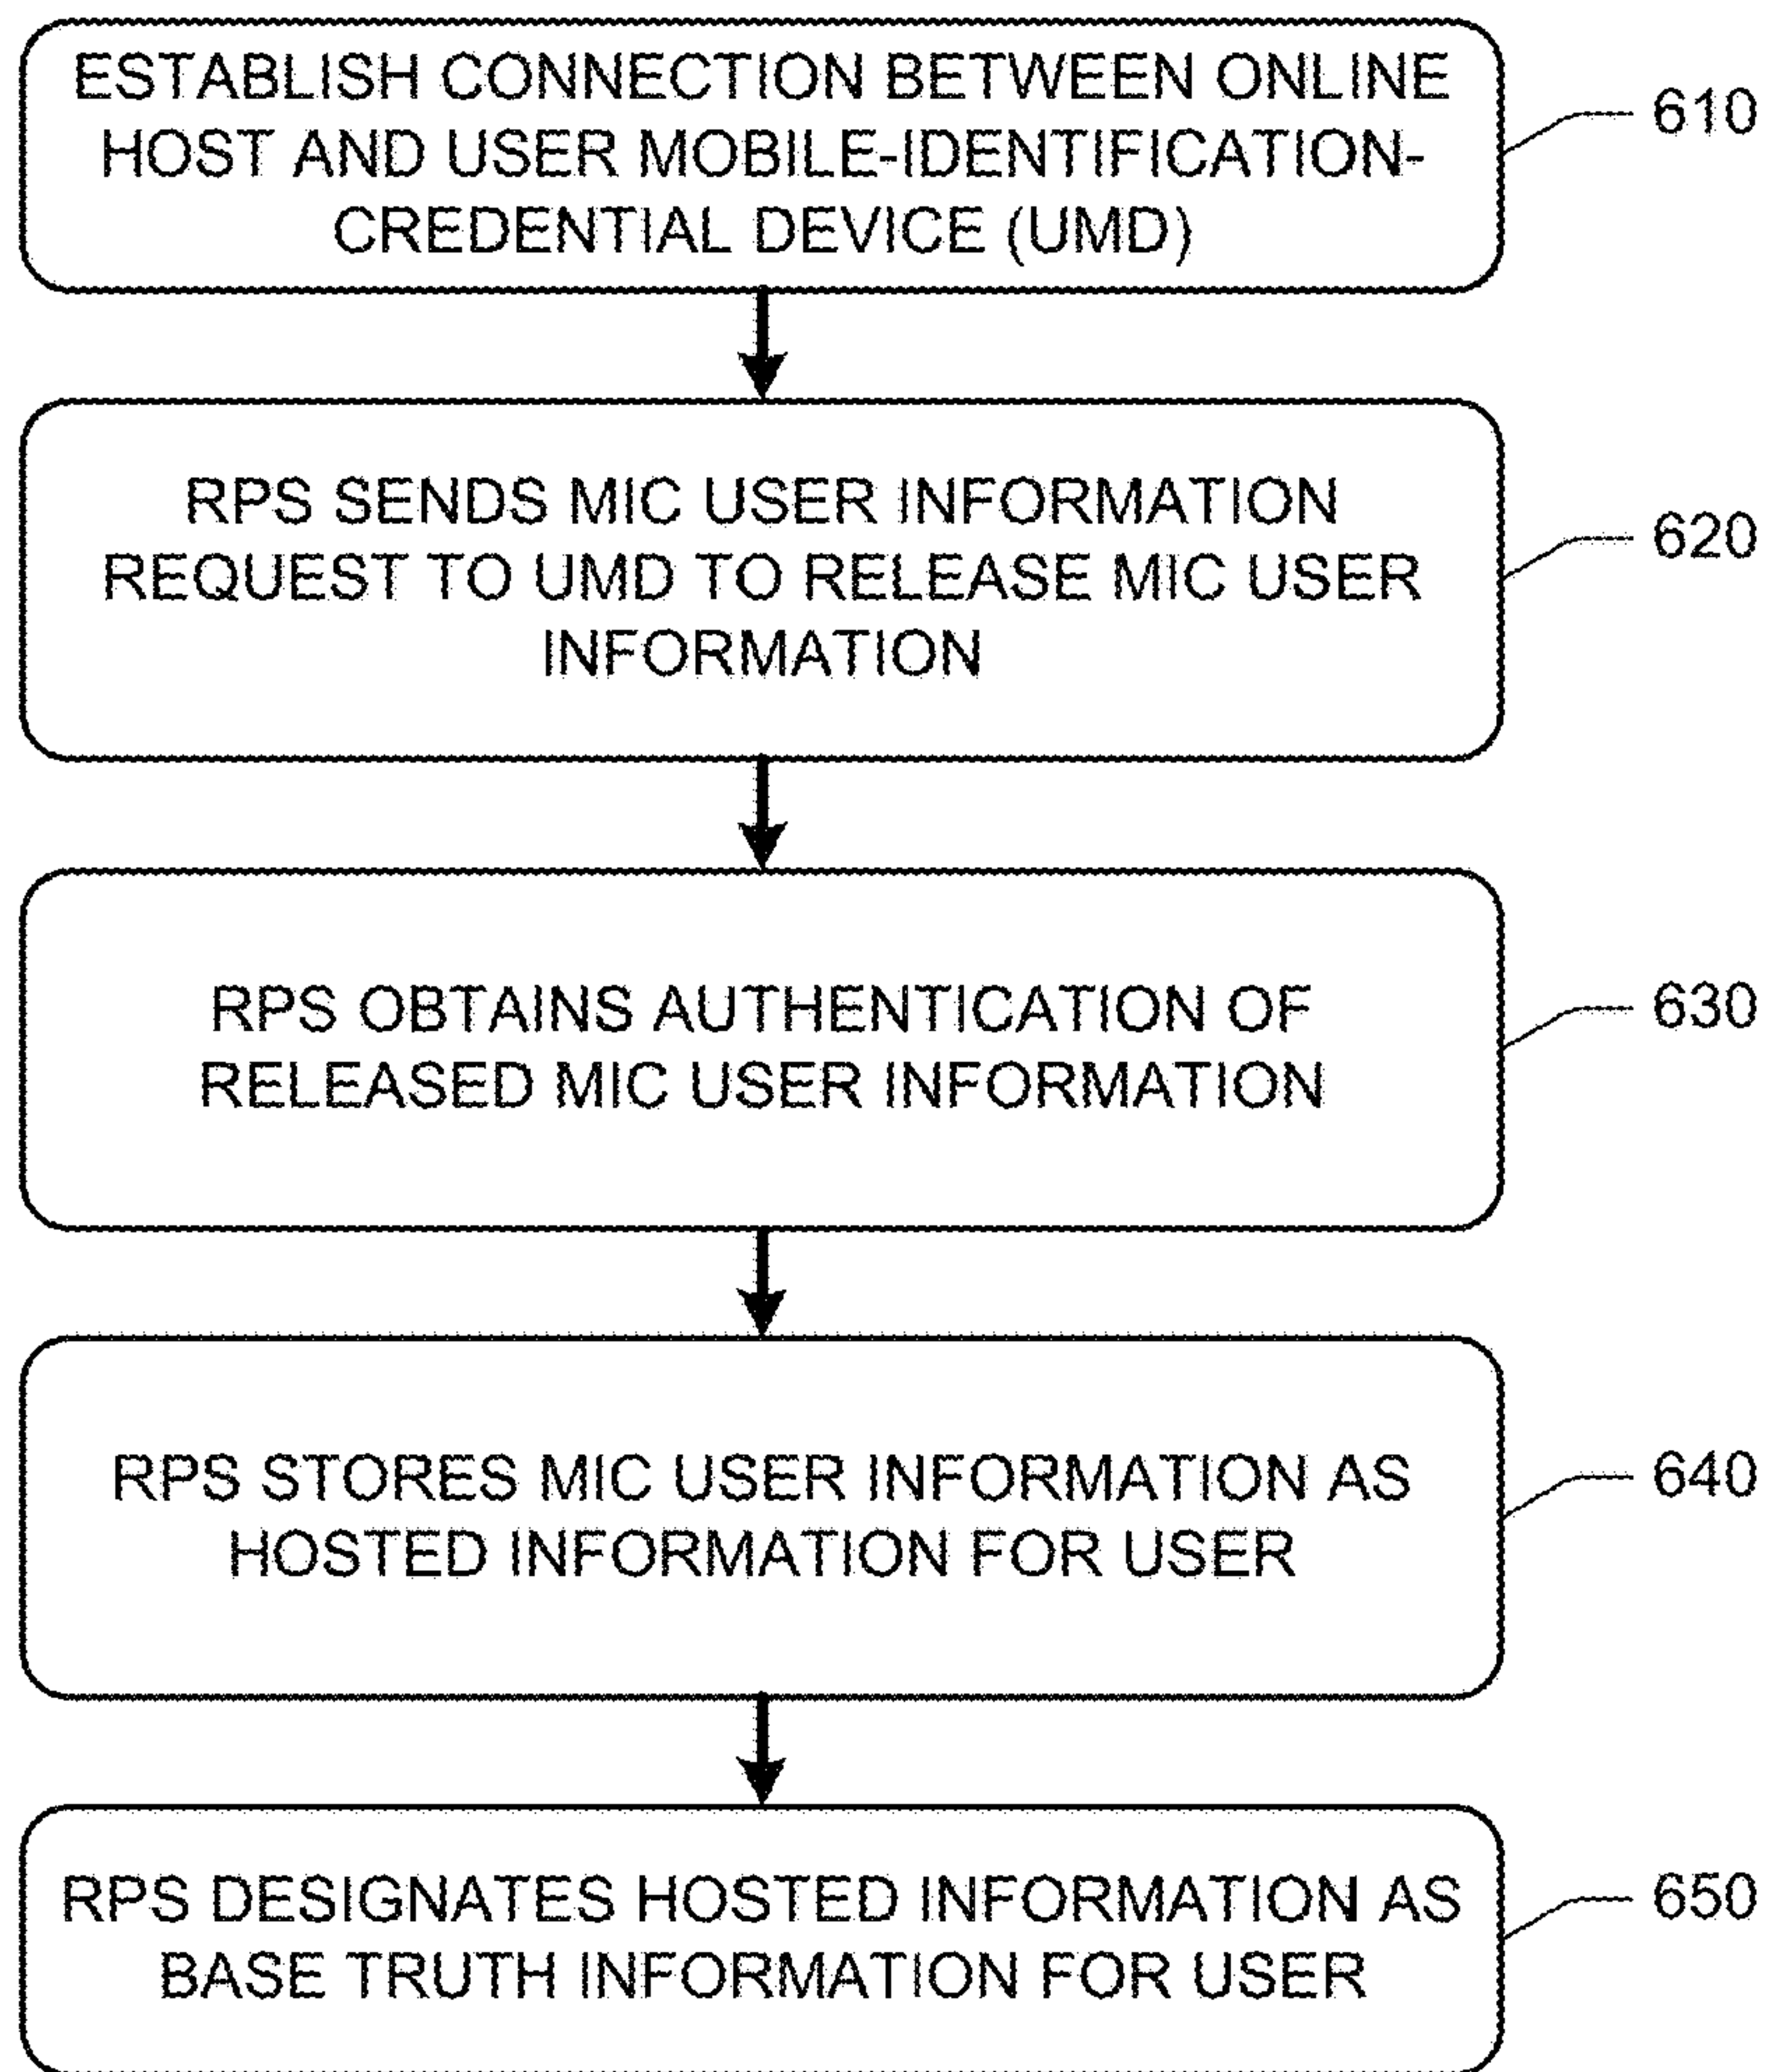 ESTABLISH CONNECTION BETWEEN ONLINE
HOST AND USER MOBILE-IDENTIFICATION-
CREDENTIAL DEVICE (UMD)
610
RPS SENDS MIC USER INFORMATION
REQUEST TO UMD TO RELEASE MIC USER
INFORMATION
620
RPS OBTAINS AUTHENTICATION OF
RELEASED MIC USER INFORMATION
630
RPS STORES MIC USER INFORMATION AS
HOSTED INFORMATION FOR USER
640
RPS DESIGNATES HOSTED INFORMATION AS
BASE TRUTH INFORMATION FOR USER
650